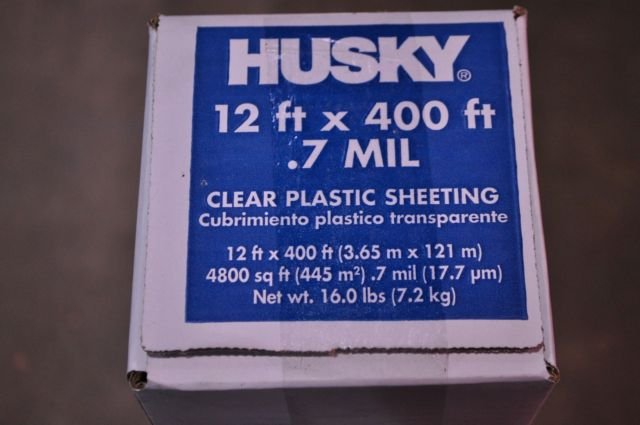 HUSKY®
12 ft x 400 ft
.7 MIL
CLEAR PLASTIC SHEETING
Cubrimiento plastico transparente
12 ft x 400 ft (3.65 m x 121 m)
4800 sq ft (445 m²) .7 mil (17.7 µm)
Net wt. 16.0 lbs (7.2 kg)